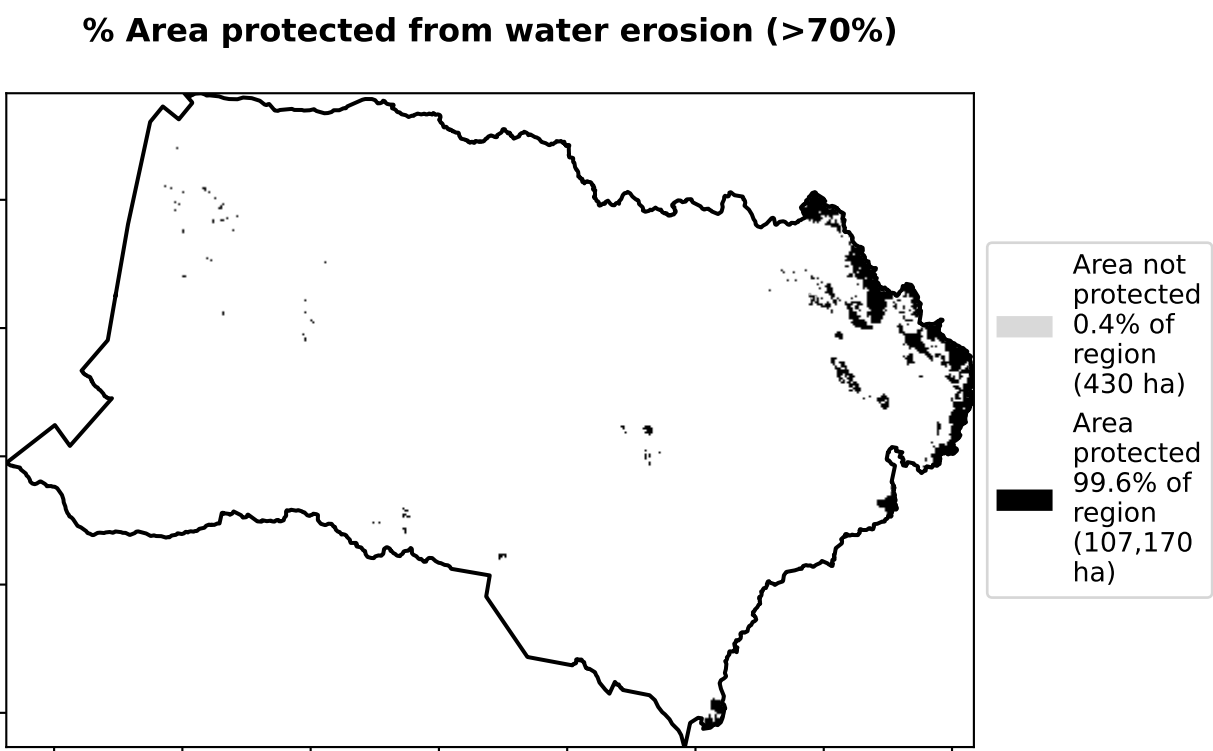 % Area protected from water erosion (>70%)
Area not
protected
0.4% of
region
(430 ha)
Area
protected
99.6% of
region
(107,170
ha)